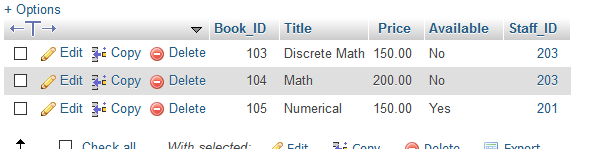 + Options
Book_ID Title Price Available Staff_ID
Edit Copy Delete 103 Discrete Math 150.00 No 203
Edit Copy Delete 104 Math 200.00 No 203
Edit Copy Delete 105 Numerical 150.00 Yes 201
Check all With selected: Edit Copy Delete Export